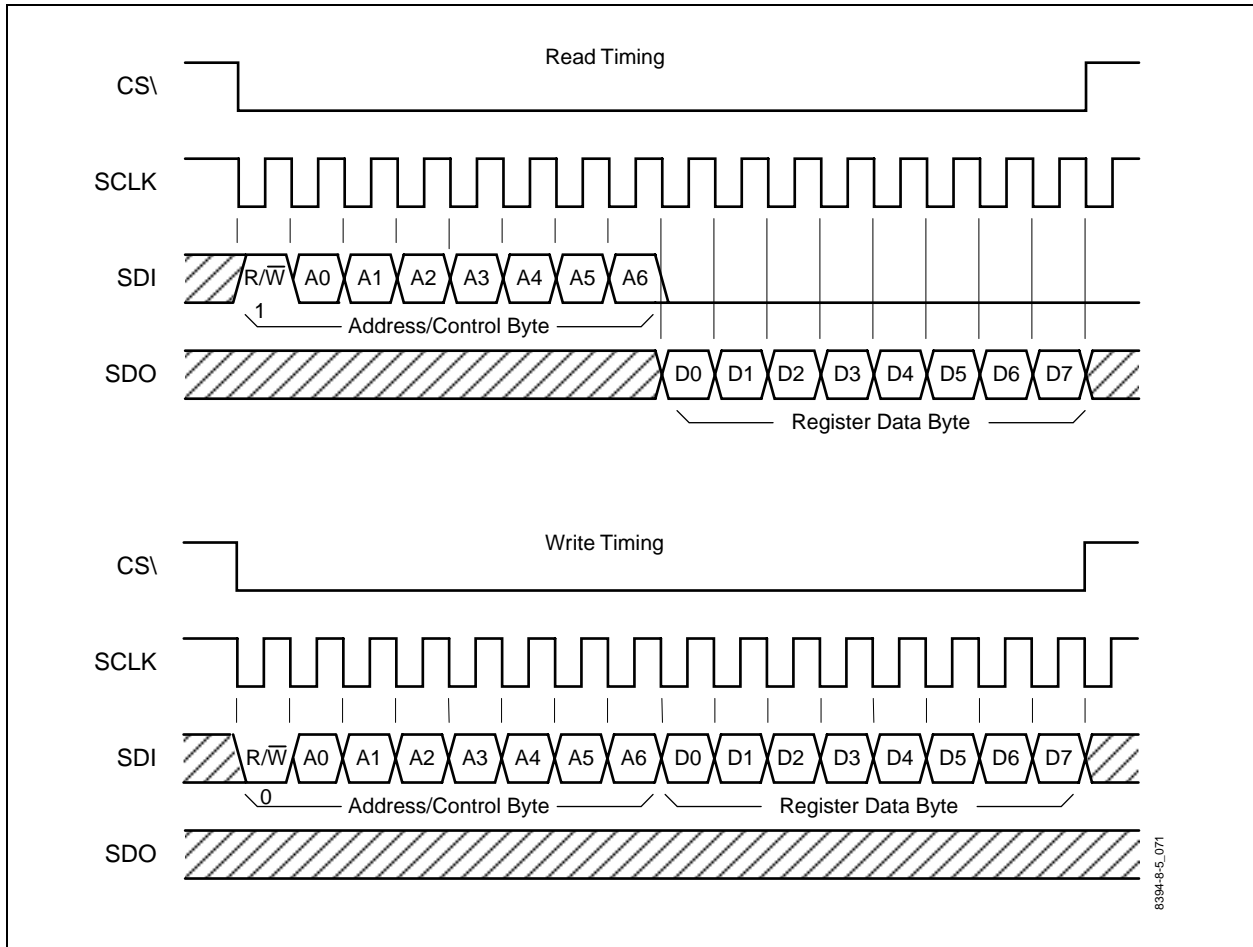 Read Timing
CS\
SCLK
SDI R/W̅ A0 A1 A2 A3 A4 A5 A6
1
Address/Control Byte
SDO D0 D1 D2 D3 D4 D5 D6 D7
Register Data Byte
Write Timing
CS\
SCLK
SDI R/W̅ A0 A1 A2 A3 A4 A5 A6 D0 D1 D2 D3 D4 D5 D6 D7
0
Address/Control Byte Register Data Byte
SDO
8394-8-5_071